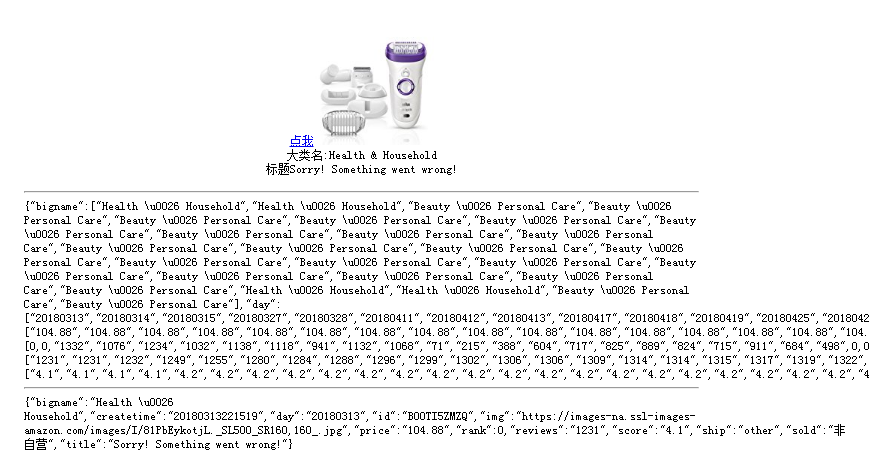 点我
大类名:Health & Household
标题Sorry! Something went wrong!
{"bigname":["Health \u0026 Household","Health \u0026 Household","Beauty \u0026 Personal Care","Beauty \u0026
Personal Care","Beauty \u0026 Personal Care","Beauty \u0026 Personal Care","Beauty \u0026 Personal Care","Beauty
\u0026 Personal Care","Beauty \u0026 Personal Care","Beauty \u0026 Personal Care","Beauty \u0026 Personal
Care","Beauty \u0026 Personal Care","Beauty \u0026 Personal Care","Beauty \u0026 Personal Care","Beauty \u0026
Personal Care","Beauty \u0026 Personal Care","Beauty \u0026 Personal Care","Beauty \u0026 Personal Care","Beauty
\u0026 Personal Care","Beauty \u0026 Personal Care","Beauty \u0026 Personal Care","Beauty \u0026 Personal
Care","Beauty \u0026 Personal Care","Health \u0026 Household","Health \u0026 Household","Beauty \u0026 Personal
Care","Beauty \u0026 Personal Care"],"day":
["20180313","20180314","20180315","20180327","20180328","20180411","20180412","20180413","20180417","20180418","20180419","20180425","2018042
["104.88","104.88","104.88","104.88","104.88","104.88","104.88","104.88","104.88","104.88","104.88","104.88","104.88","104.88","104.88","104.
[0,0,"1332","1076","1234","1032","1138","1118","941","1132","1068","71","215","388","604","717","825","889","824","715","911","684","498",0,0
["1231","1231","1232","1249","1255","1280","1284","1288","1296","1299","1302","1306","1306","1309","1314","1314","1315","1317","1319","1322",
["4.1","4.1","4.1","4.1","4.2","4.2","4.2","4.2","4.2","4.2","4.2","4.2","4.2","4.2","4.2","4.2","4.2","4.2","4.2","4.2","4.2","4.2","4.2","4
{"bigname":"Health \u0026
Household","createtime":"20180313221519","day":"20180313","id":"B00TI5ZMZQ","img":"https://images-na.ssl-images-
amazon.com/images/I/81PbEykotjL._SL500_SR160,160_.jpg","price":"104.88","rank":0,"reviews":"1231","score":"4.1","ship":"other","sold":"非
自营","title":"Sorry! Something went wrong!"}